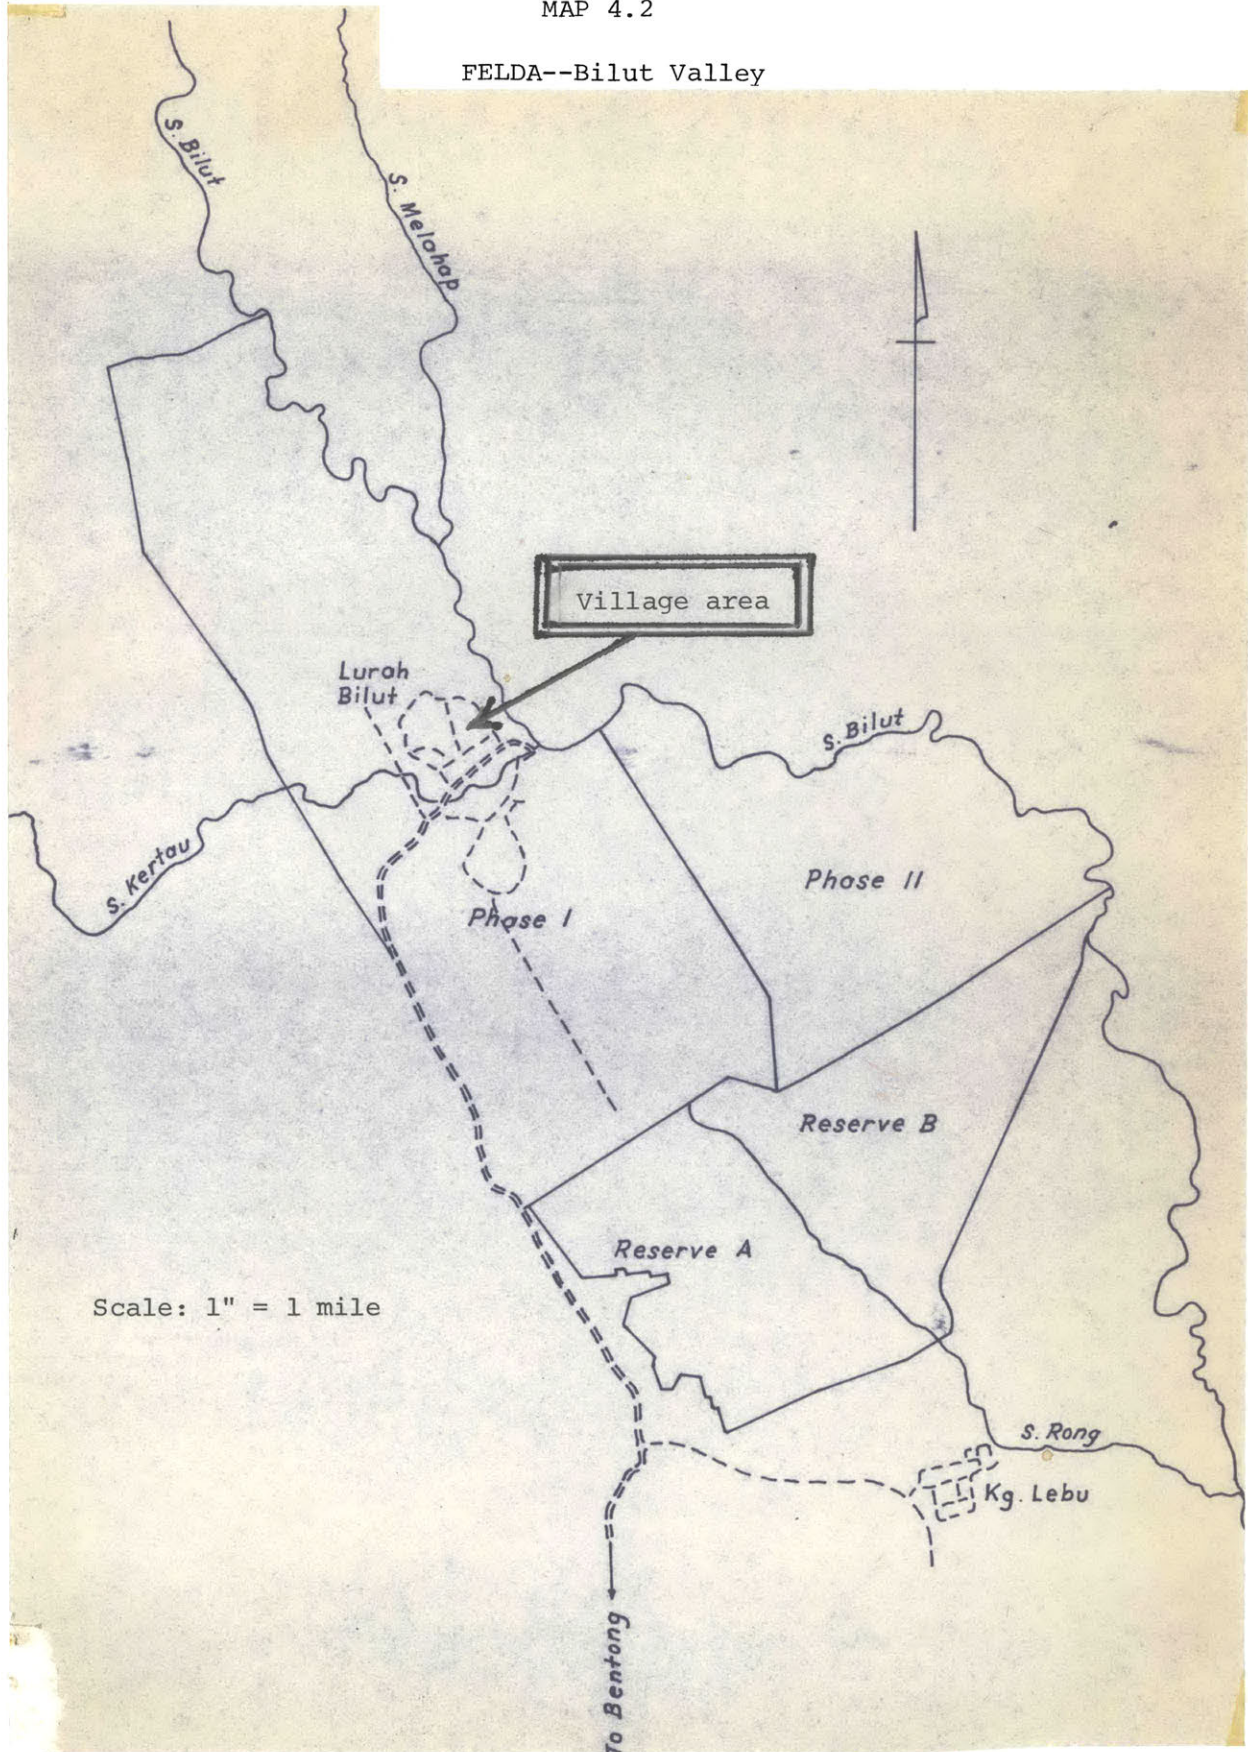 MAP 4.2
FELDA--Bilut Valley
S. Bilut
S. Melahap
Village area
Lurah
Bilut
S. Bilut
S. Kertau
Phase II
Phase I
Reserve B
Reserve A
Scale: 1" = 1 mile
S. Rong
Kg. Lebu
To Bentong